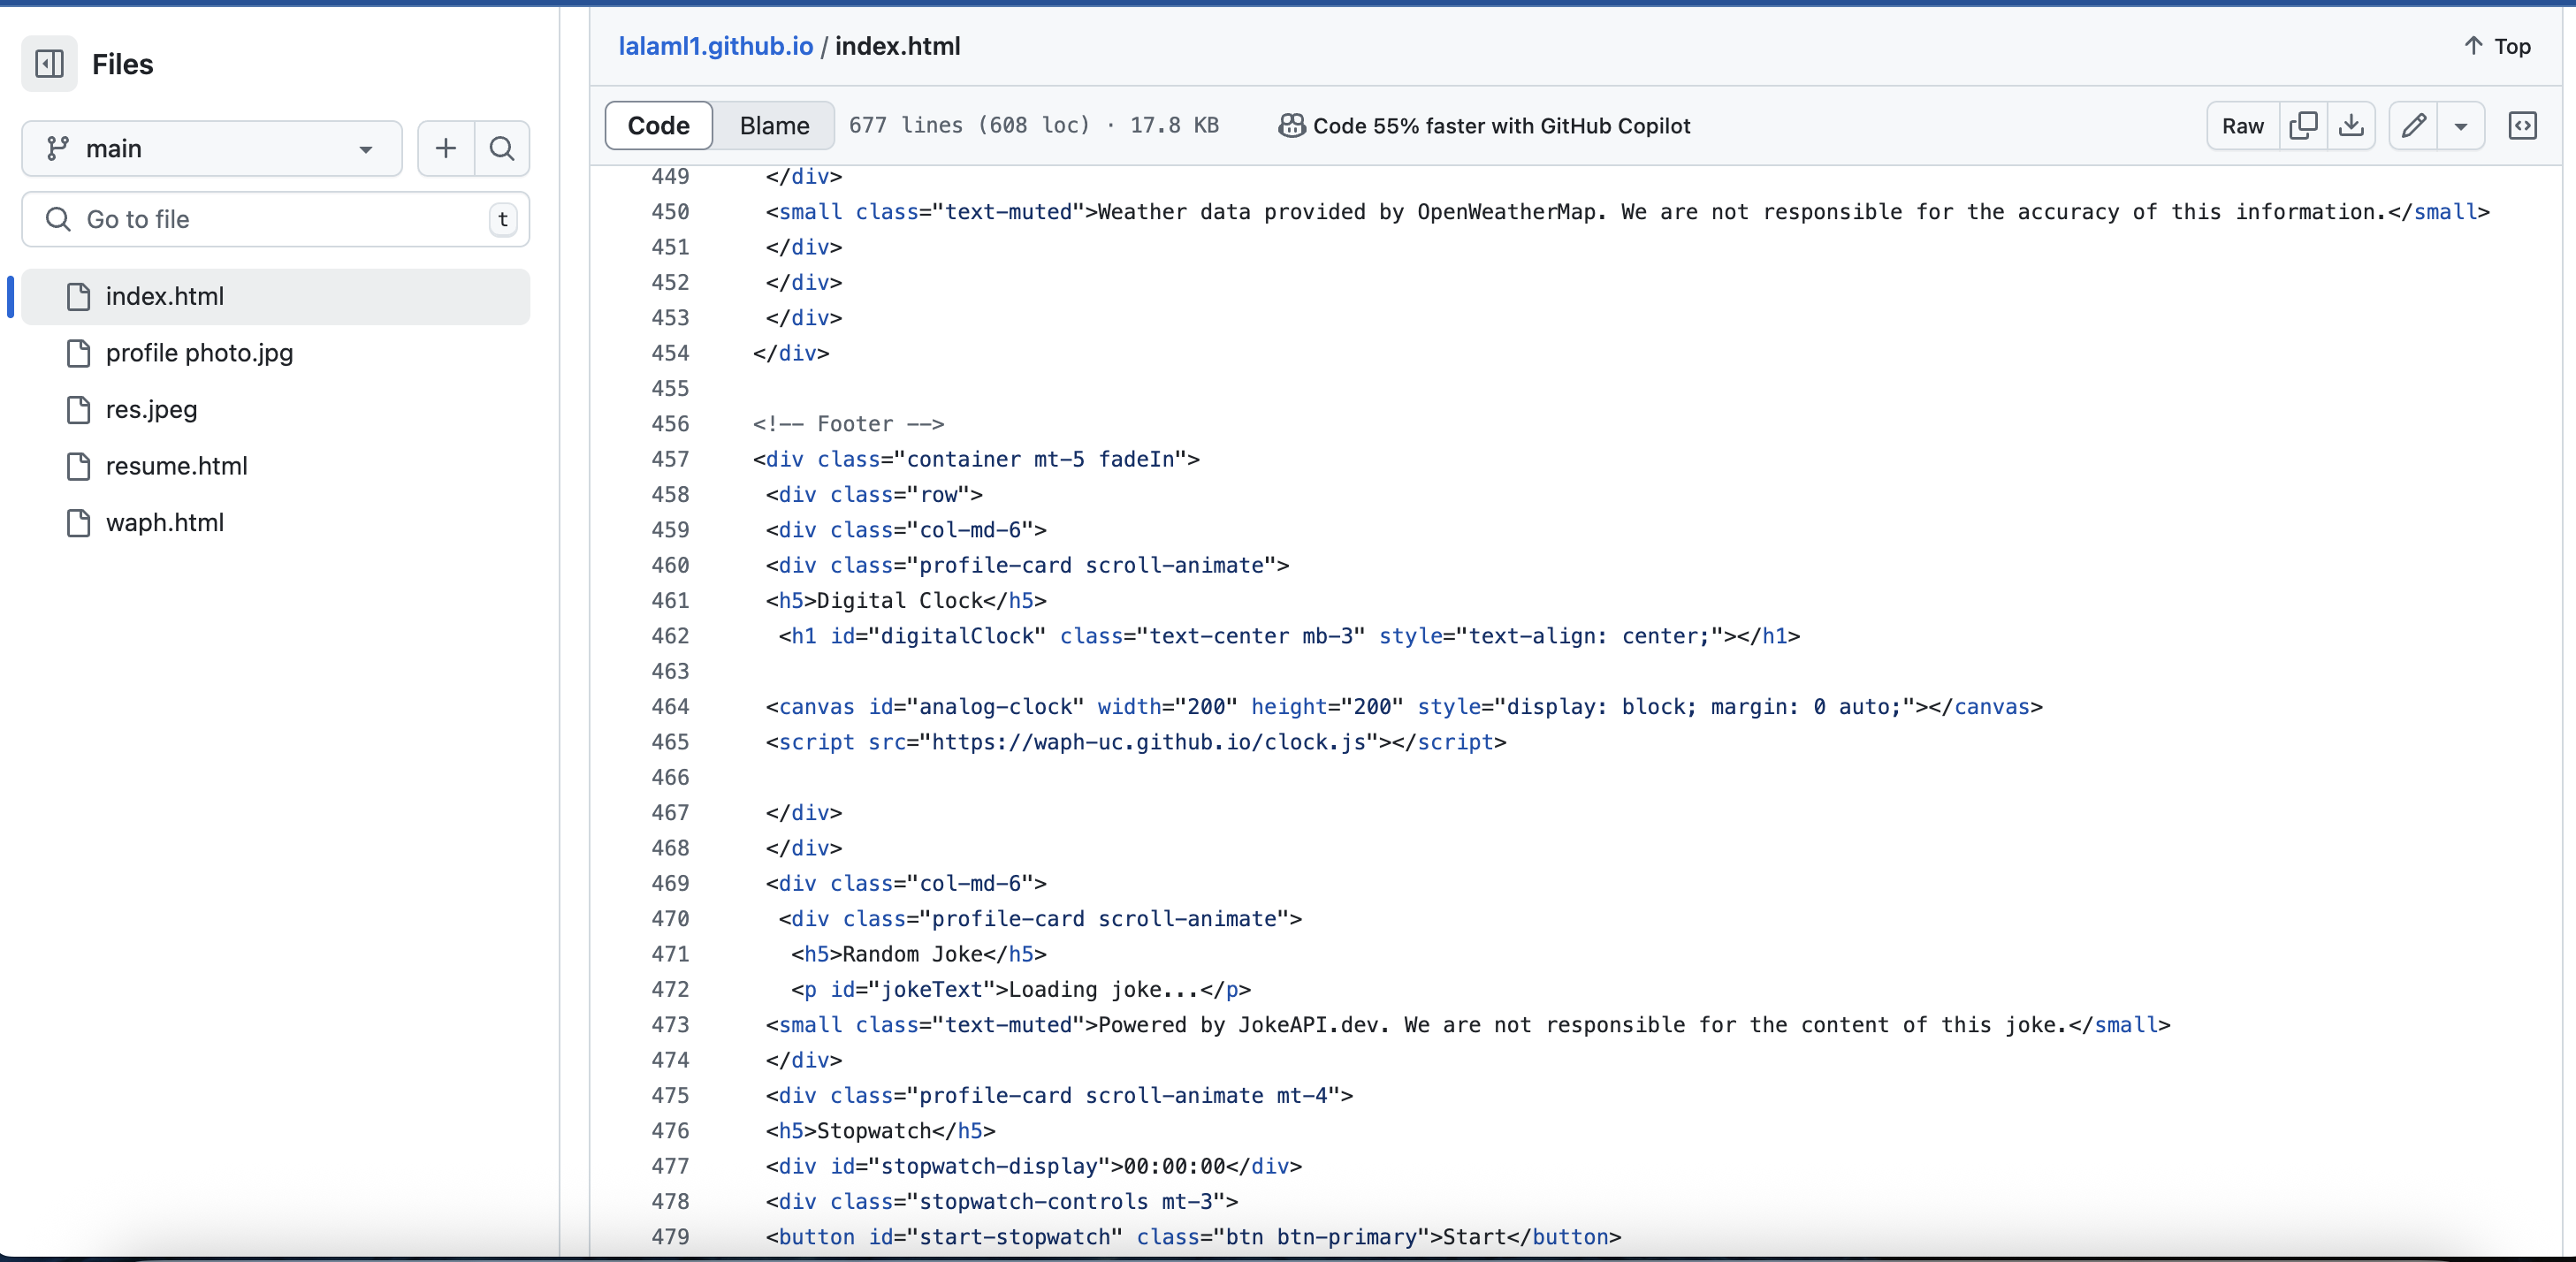 Files
main
Go to file
t
index.html
profile photo.jpg
res.jpeg
resume.html
waph.html
lalaml1.github.io / index.html
Top
Code Blame 677 lines (608 loc) · 17.8 KB Code 55% faster with GitHub Copilot Raw
449 </div>
450 <small class="text-muted">Weather data provided by OpenWeatherMap. We are not responsible for the accuracy of this information.</small>
451 </div>
452 </div>
453 </div>
454 </div>
455
456 <!-- Footer -->
457 <div class="container mt-5 fadeIn">
458 <div class="row">
459 <div class="col-md-6">
460 <div class="profile-card scroll-animate">
461 <h5>Digital Clock</h5>
462 <h1 id="digitalClock" class="text-center mb-3" style="text-align: center;"></h1>
463
464 <canvas id="analog-clock" width="200" height="200" style="display: block; margin: 0 auto;"></canvas>
465 <script src="https://waph-uc.github.io/clock.js"></script>
466
467 </div>
468 </div>
469 <div class="col-md-6">
470 <div class="profile-card scroll-animate">
471 <h5>Random Joke</h5>
472 <p id="jokeText">Loading joke...</p>
473 <small class="text-muted">Powered by JokeAPI.dev. We are not responsible for the content of this joke.</small>
474 </div>
475 <div class="profile-card scroll-animate mt-4">
476 <h5>Stopwatch</h5>
477 <div id="stopwatch-display">00:00:00</div>
478 <div class="stopwatch-controls mt-3">
479 <button id="start-stopwatch" class="btn btn-primary">Start</button>